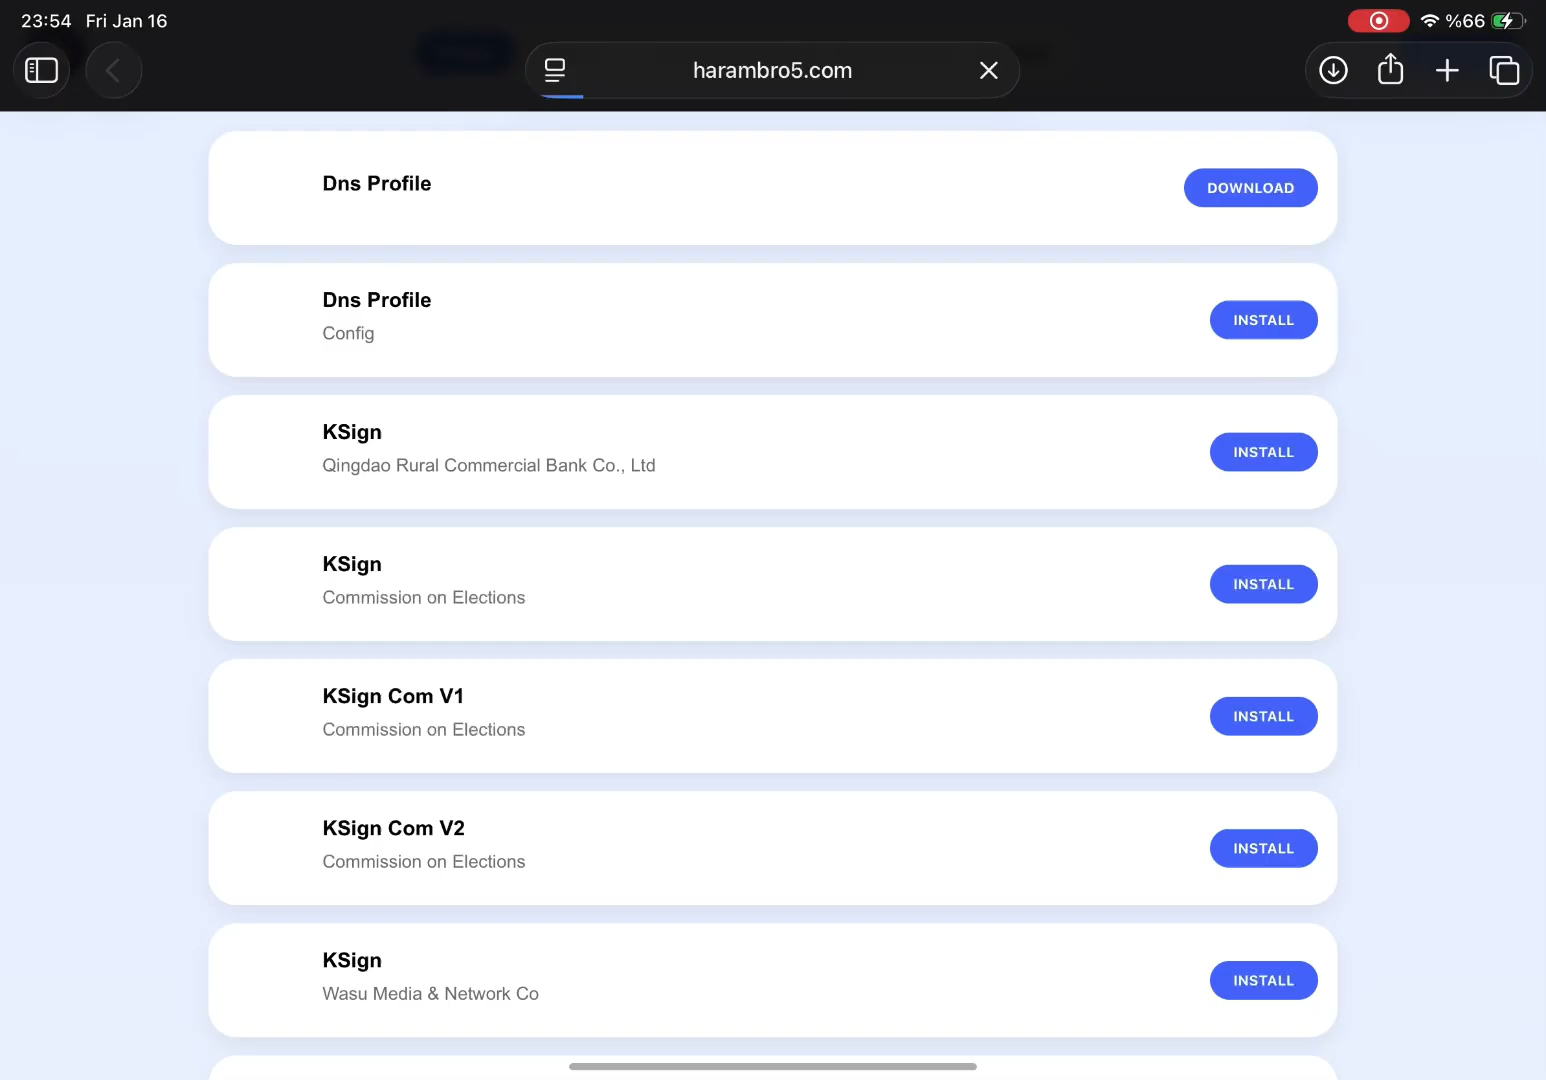 23:54 Fri Jan 16
%66
harambro5.com
Dns Profile
DOWNLOAD
Dns Profile
Config
INSTALL
KSign
Qingdao Rural Commercial Bank Co., Ltd
INSTALL
KSign
Commission on Elections
INSTALL
KSign Com V1
Commission on Elections
INSTALL
KSign Com V2
Commission on Elections
INSTALL
KSign
Wasu Media & Network Co
INSTALL